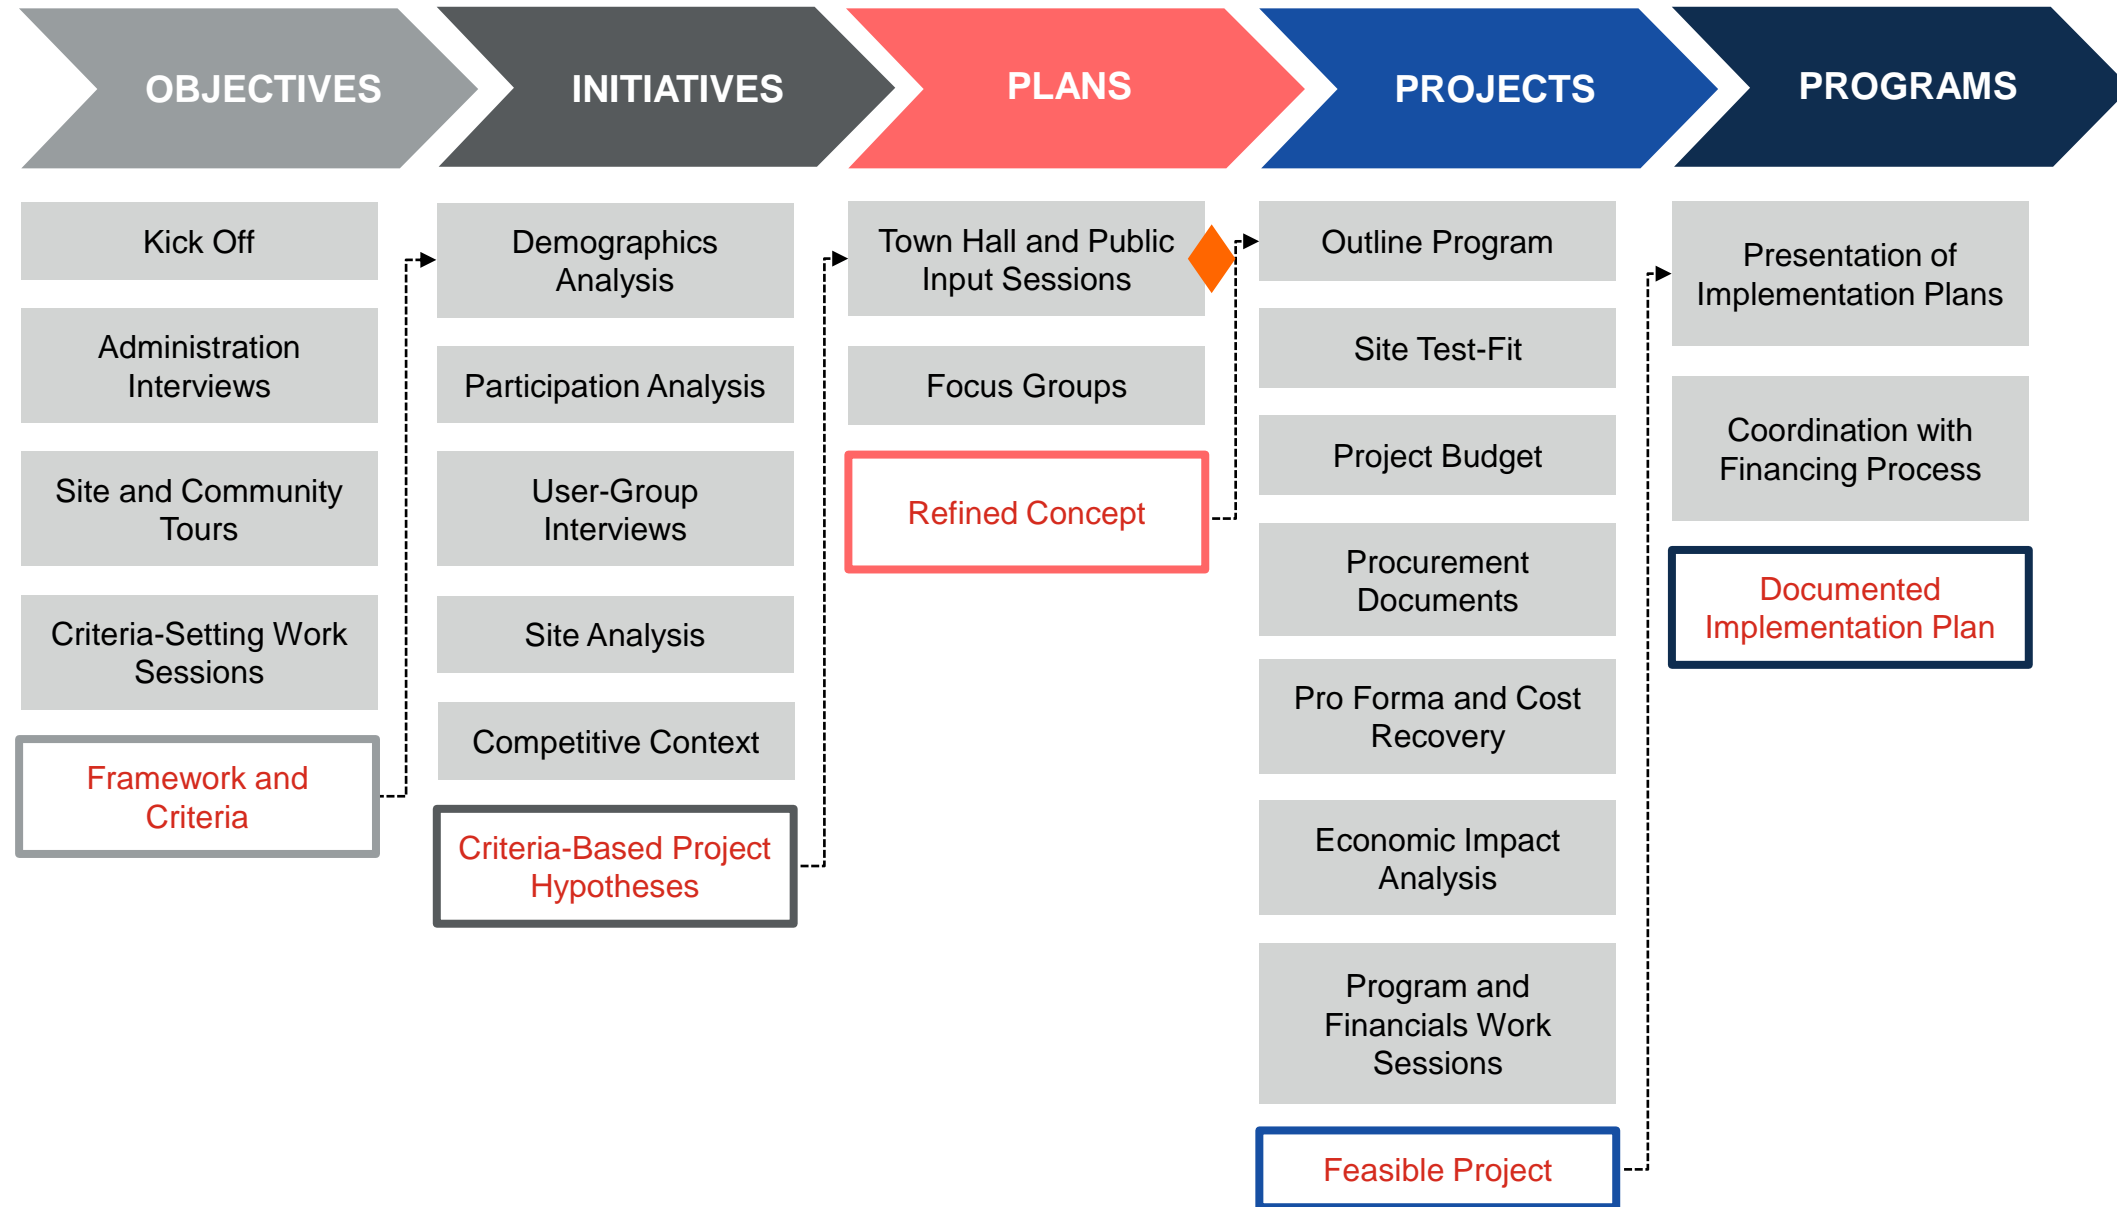 OBJECTIVES
INITIATIVES
PLANS
PROJECTS
PROGRAMS
Kick Off
Administration
Interviews
Site and Community
Tours
Criteria-Setting Work
Sessions
Framework and
Criteria
Demographics
Analysis
Participation Analysis
User-Group
Interviews
Site Analysis
Competitive Context
Criteria-Based Project
Hypotheses
Town Hall and Public
Input Sessions
Focus Groups
Refined Concept
Outline Program
Site Test-Fit
Project Budget
Procurement
Documents
Pro Forma and Cost
Recovery
Economic Impact
Analysis
Program and
Financials Work
Sessions
Feasible Project
Presentation of
Implementation Plans
Coordination with
Financing Process
Documented
Implementation Plan